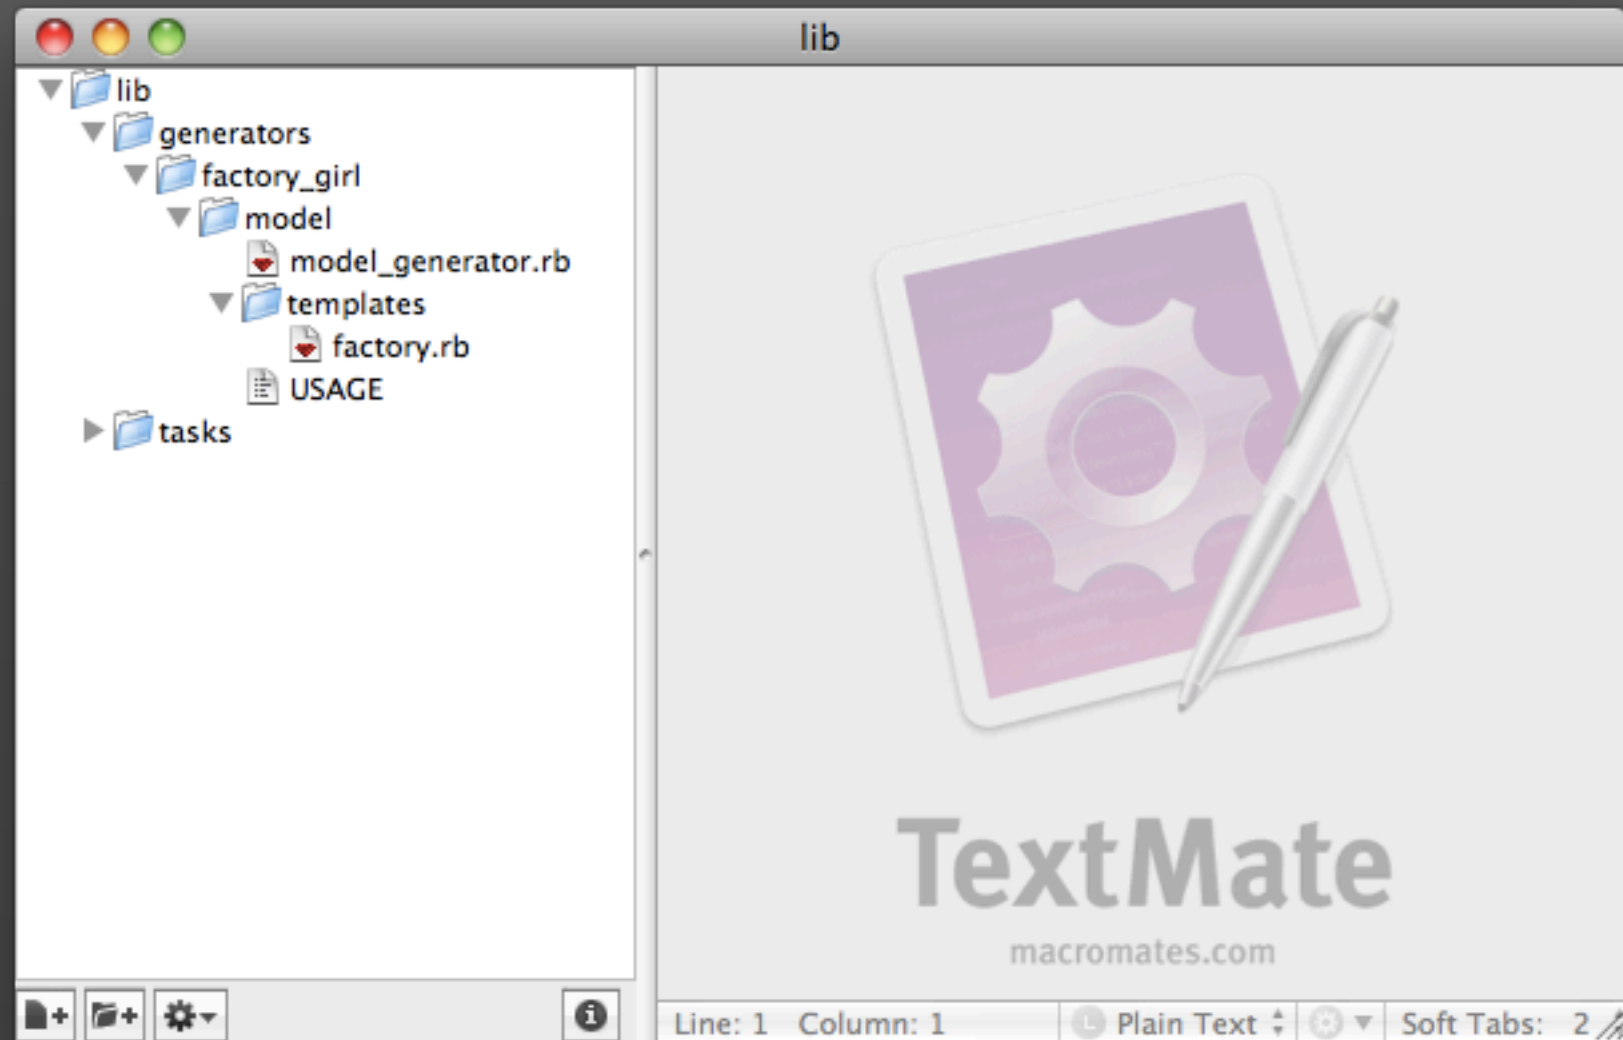 lib
lib
generators
factory_girl
model
model_generator.rb
templates
factory.rb
USAGE
tasks
TextMate
macromates.com
Line: 1 Column: 1
L Plain Text
Soft Tabs: 2